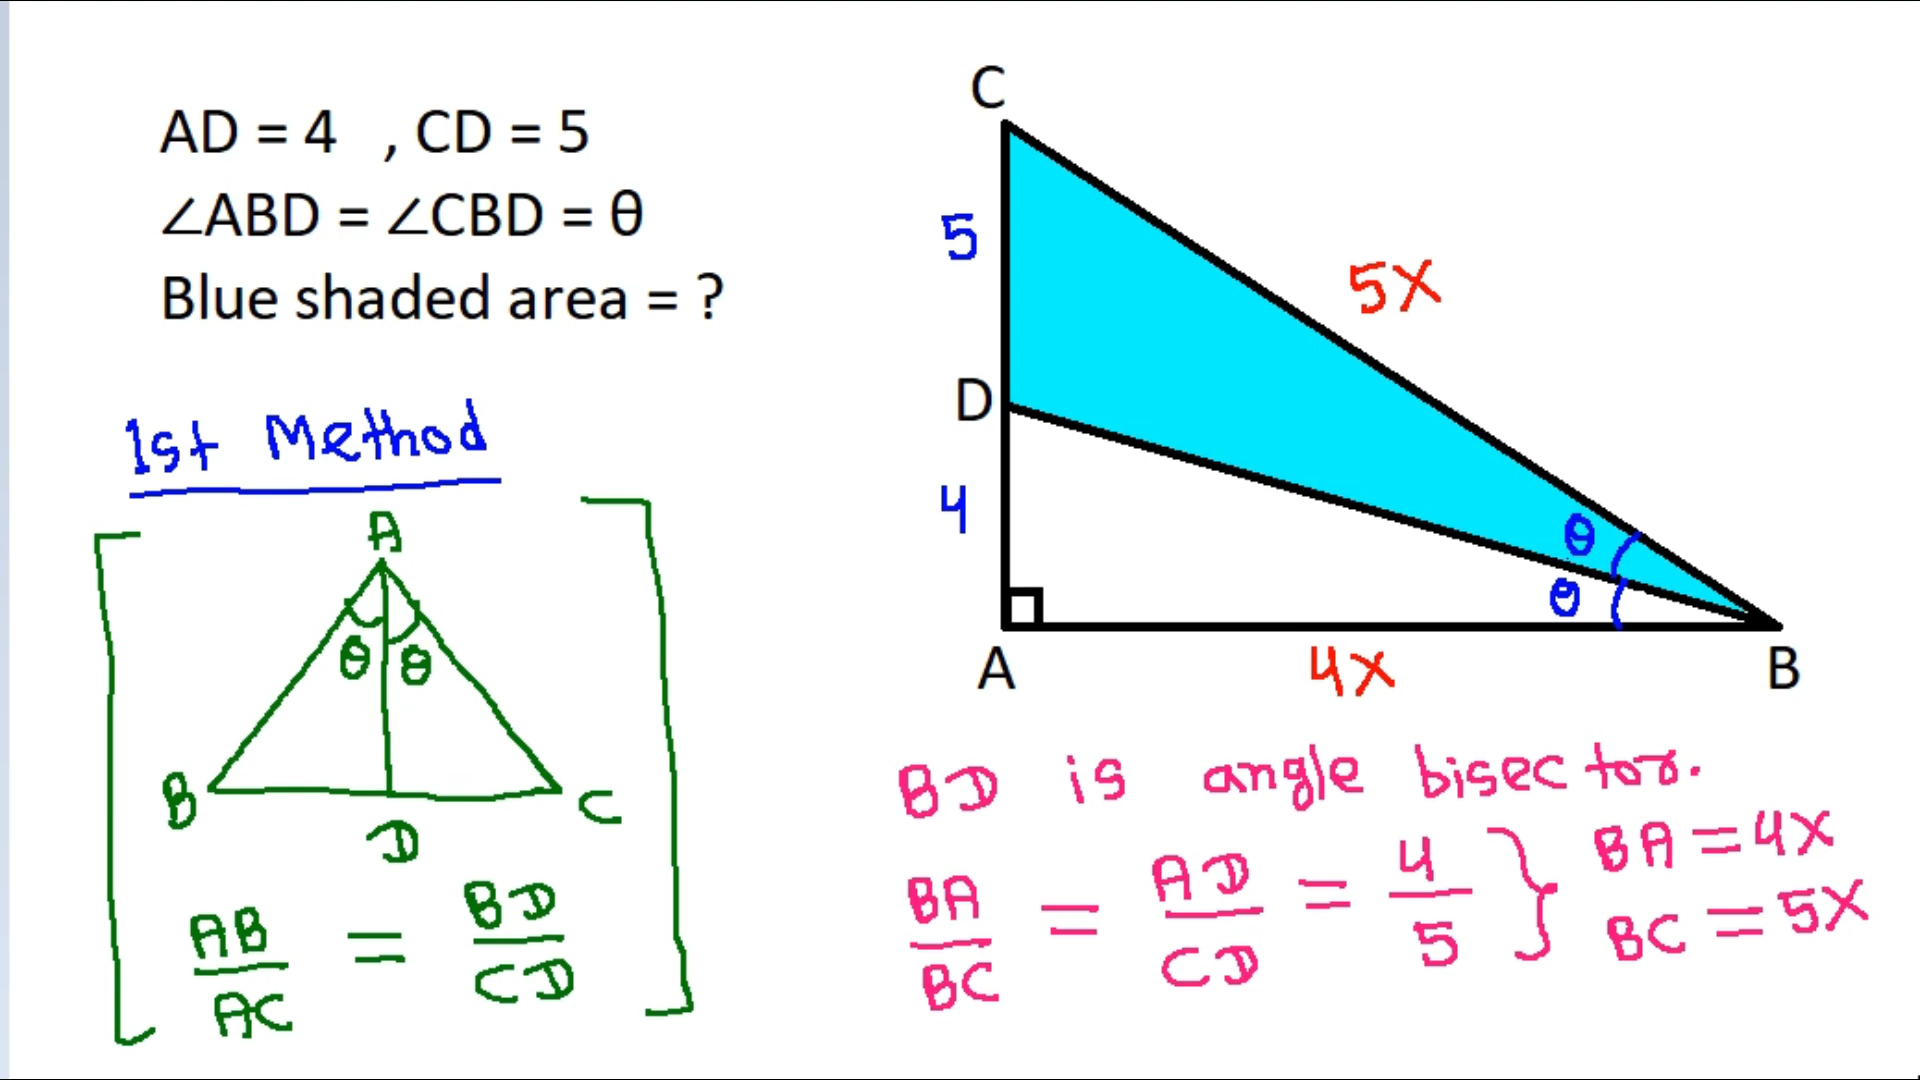 AD = 4 , CD = 5
∠ABD = ∠CBD = θ
Blue shaded area = ?
1st Method
A
θ θ
B
C
D
AB/AC = BD/CD
C
5
5X
D
4
θ
θ
A
4X
B
BD is angle bisector.
BA/BC = AD/CD = 4/5 } BA = 4X
BC = 5X